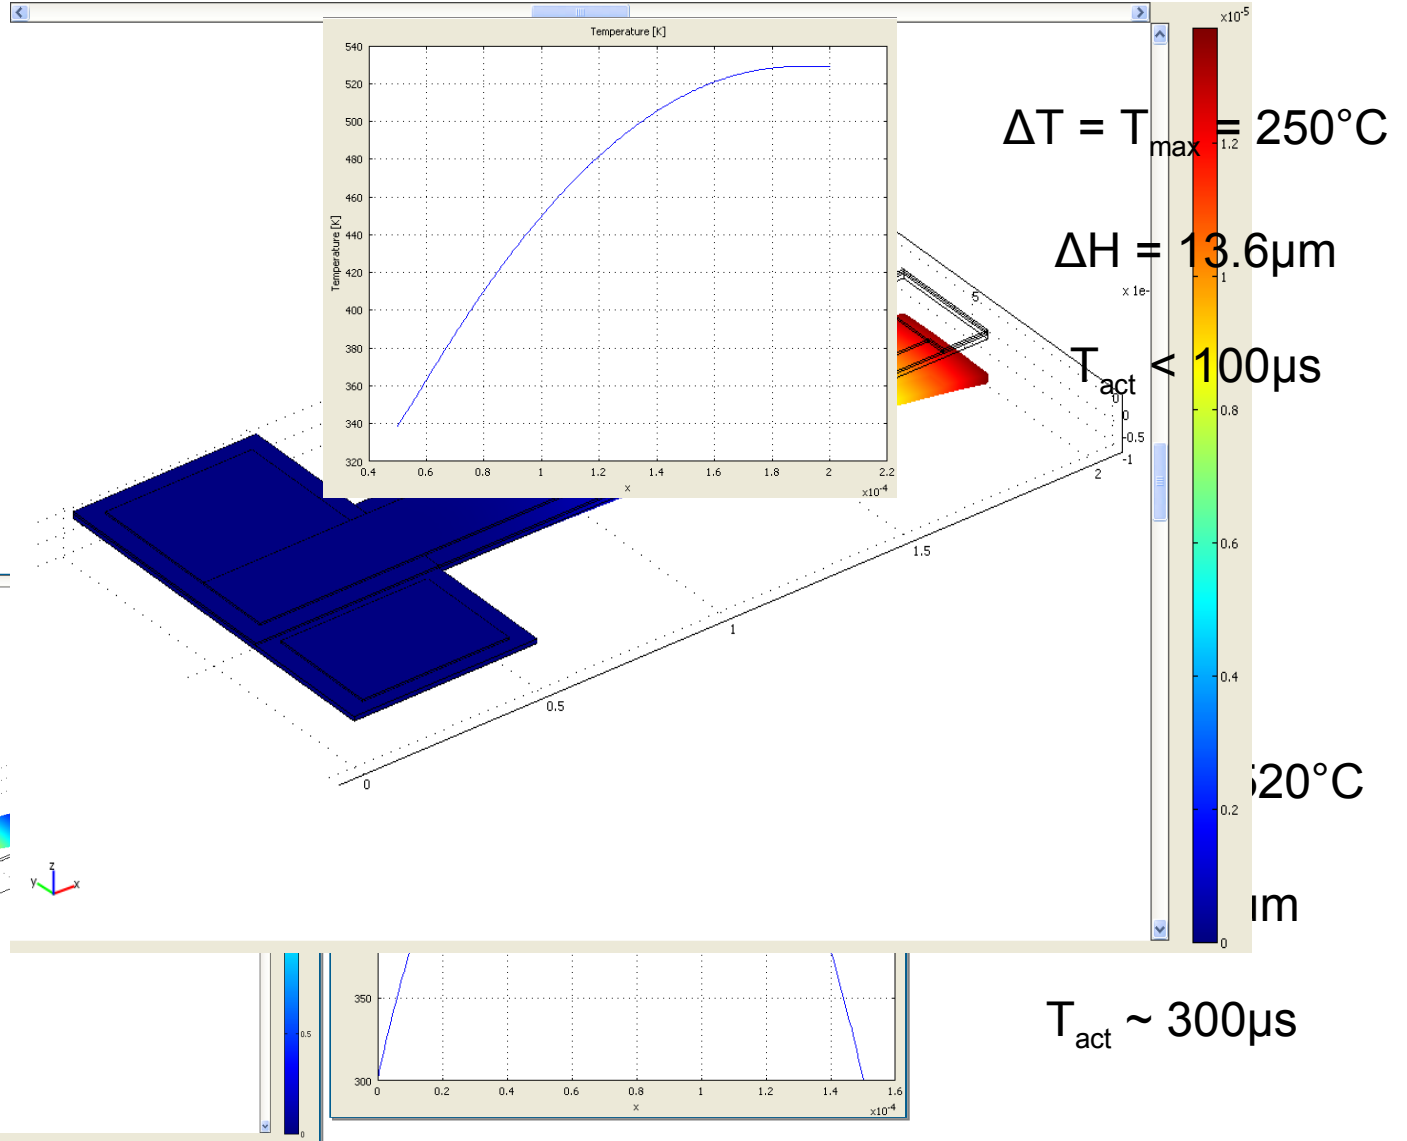 x10-5
Temperature [K]
540
520
500
480
460
440
420
400
380
360
340
320
Temperature [K]
0.4 0.6 0.8 1 1.2 1.4 1.6 1.8 2 2.2
x
x10-4
ΔT = Tmax = 250°C
ΔH = 13.6µm
Tact < 100µs
1.2
1
0.8
0.6
0.4
0.2
0
x 1e-
5
0
0
-0.5
-1
2
1.5
1
0.5
0
z
y
x
20°C
m
Tact ~ 300µs
0.5
0
350
300
0 0.2 0.4 0.6 0.8 1 1.2 1.4 1.6
x
x10-4